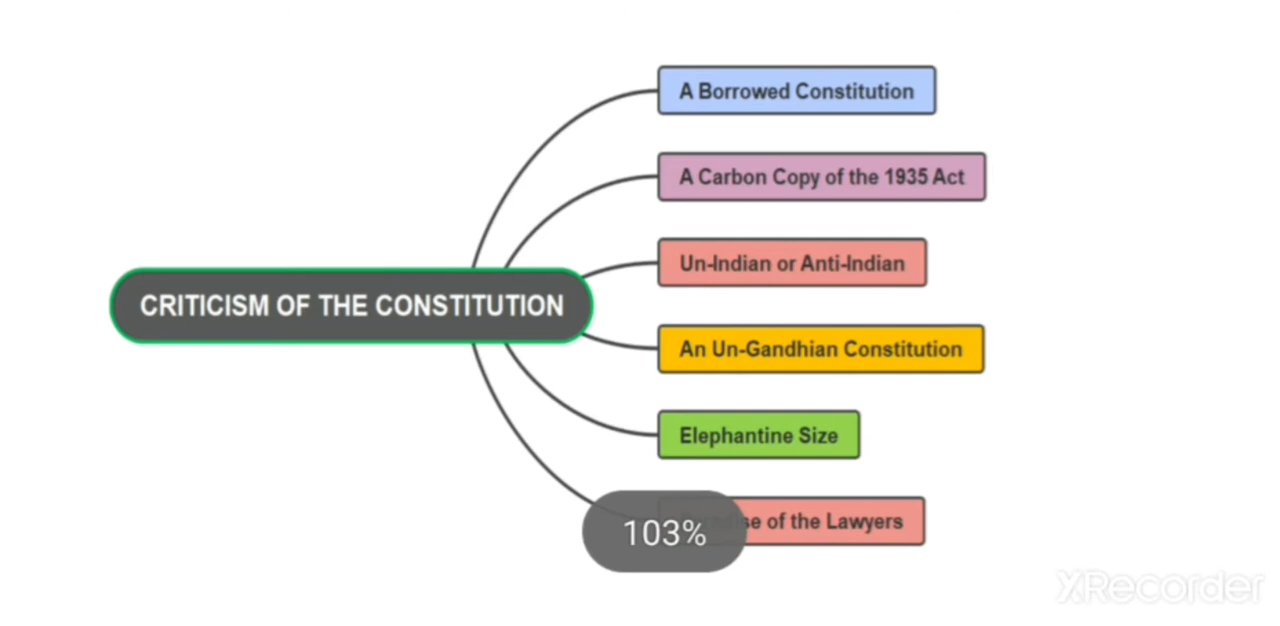 A Borrowed Constitution
A Carbon Copy of the 1935 Act
Un-Indian or Anti-Indian
CRITICISM OF THE CONSTITUTION
An Un-Gandhian Constitution
Elephantine Size
Paradise of the Lawyers
103%
XRecorder